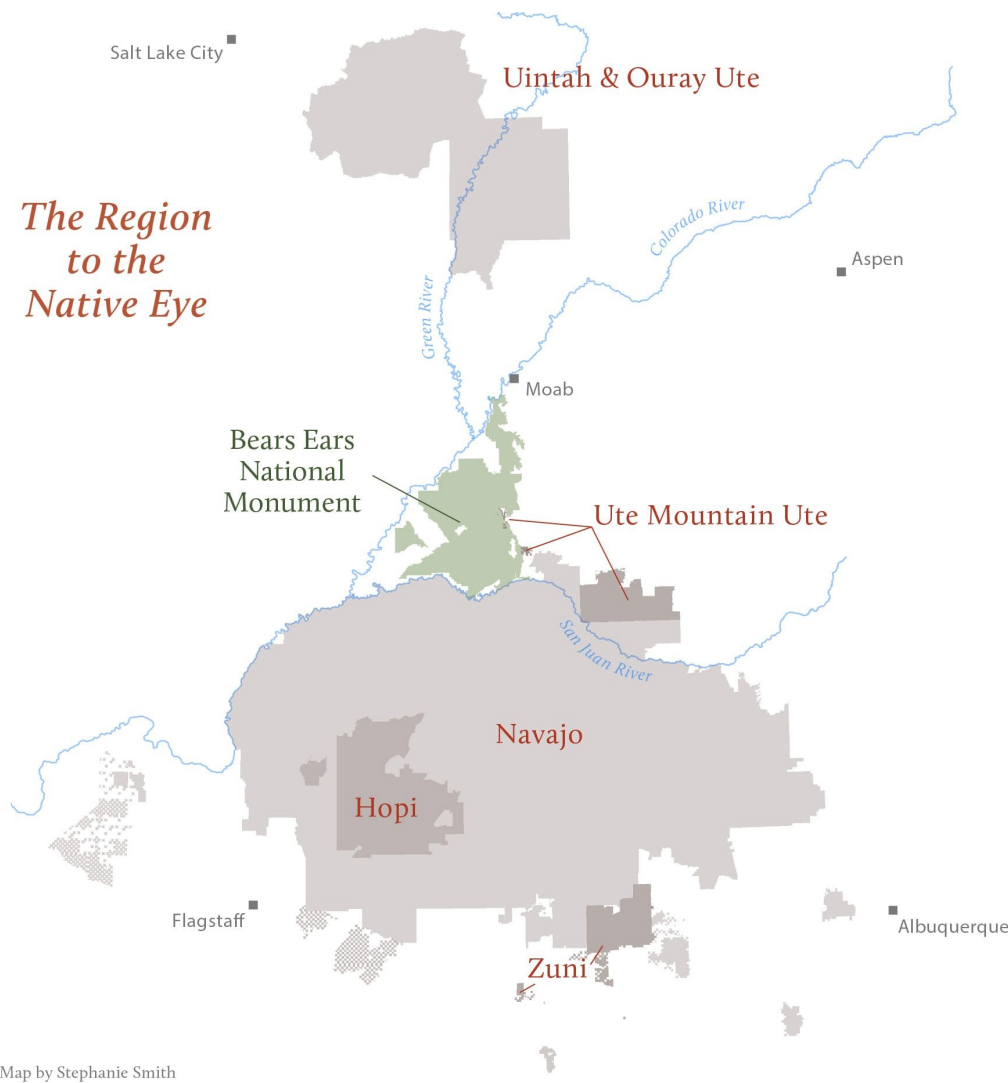 Salt Lake City
Uintah & Ouray Ute
The Region
to the
Native Eye
Colorado River
Aspen
Green River
Moab
Bears Ears
National
Monument
Ute Mountain Ute
San Juan River
Navajo
Hopi
Flagstaff
Albuquerque
Zuni
Map by Stephanie Smith